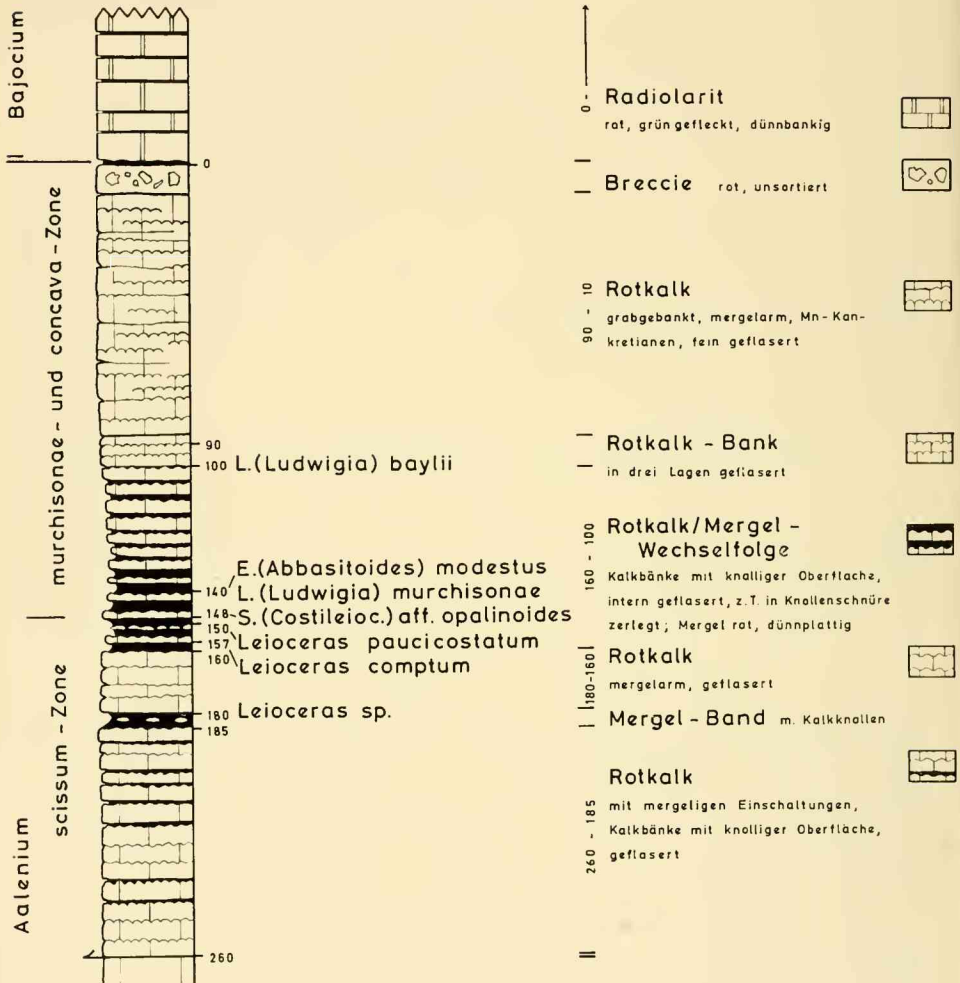 Bajocium
murchisonae - und concava - Zone
scissum - Zone
Aalenium
0
90
100 L.(Ludwigia) baylii
E.(Abbasitoides) modestus
140 L.(Ludwigia) murchisonae
148 S.(Costileioc.) aff. opalinoides
150
157 Leioceras paucicostatum
160 Leioceras comptum
180 Leioceras sp.
185
260
0 -
Radiolarit
rot, grün gefleckt, dünnbankig
Breccie rot, unsortiert
90 - 10
Rotkalk
grobgebankt, mergelarm, Mn - Kon-
kretionen, fein geflasert
Rotkalk - Bank
in drei Lagen geflasert
160 - 100
Rotkalk/Mergel -
Wechselfolge
Kalkbänke mit knolliger Oberfläche,
intern geflasert, z.T. in Knollenschnüre
zerlegt ; Mergel rot, dünnplattig
180-160
Rotkalk
mergelarm, geflasert
Mergel - Band m. Kalkknollen
260 - 185
Rotkalk
mit mergeligen Einschaltungen,
Kalkbänke mit knolliger Oberfläche,
geflasert